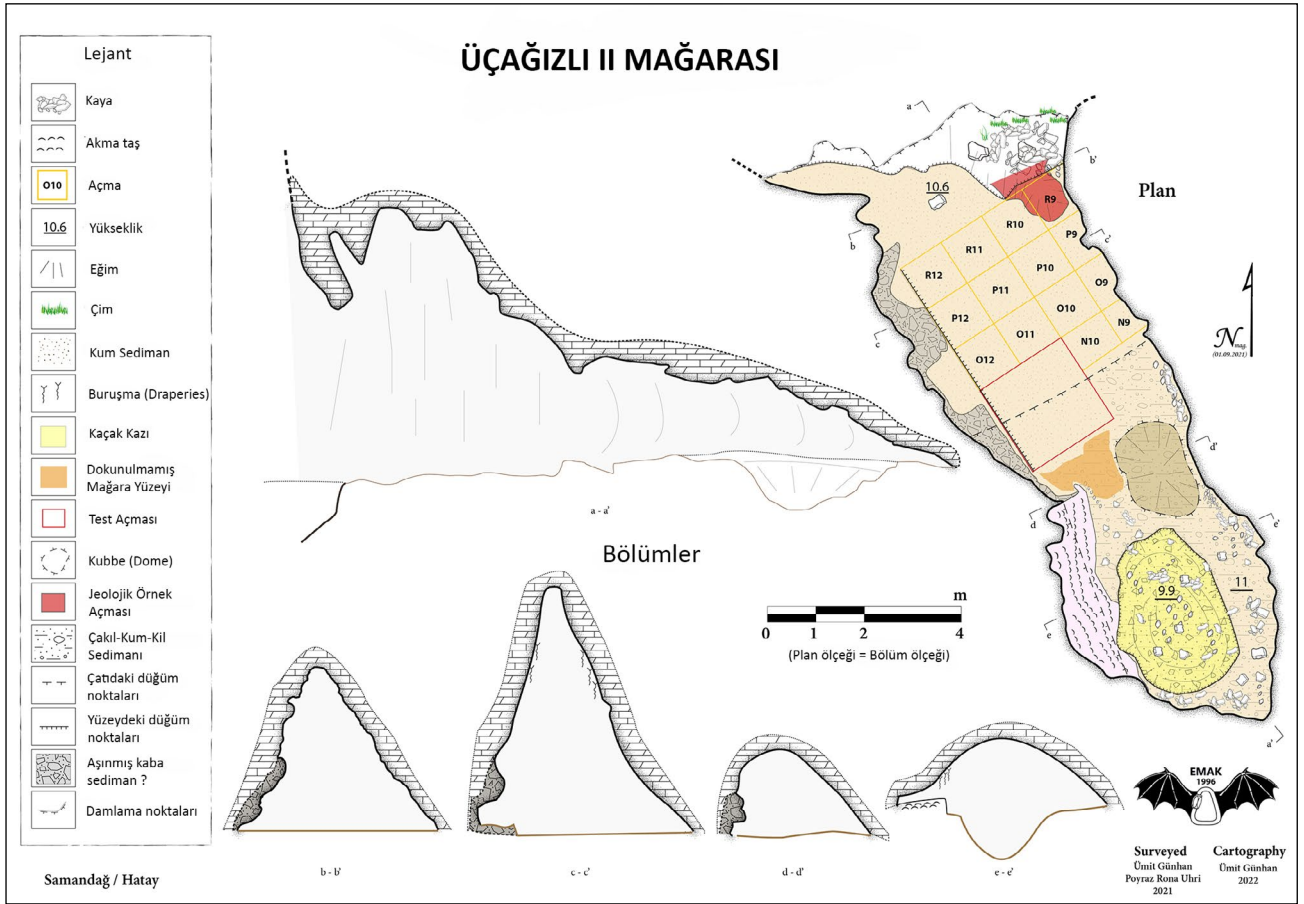 ÜÇAĞIZLI II MAĞARASI
Lejant
Kaya
Akma taş
O10
Açma
10.6
Yükseklik
Eğim
Çim
Kum Sediman
Buruşma (Draperies)
Kaçak Kazı
Dokunulmamış
Mağara Yüzeyi
Test Açması
Kubbe (Dome)
Jeolojik Örnek
Açması
Çakıl-Kum-Kil
Sedimanı
Çatıdaki düğüm
noktaları
Yüzeydeki düğüm
noktaları
Aşınmış kaba
sediman ?
Damlama noktaları
Samandağ / Hatay
a - a'
Bölümler
b - b'
c - c'
d - d'
e - e'
m
0 1 2 4
(Plan ölçeği = Bölüm ölçeği)
Plan
a
b'
10.6
R9
b
R10
P9
c'
R11
R12
P10
O9
P11
P12
O10
N9
c
O11
N10
O12
d'
d
e'
9.9
11
e
a'
N mag.
(01.09.2021)
EMAK
1996
Surveyed
Ümit Günhan
Poyraz Rona Uhri
2021
Cartography
Ümit Günhan
2022